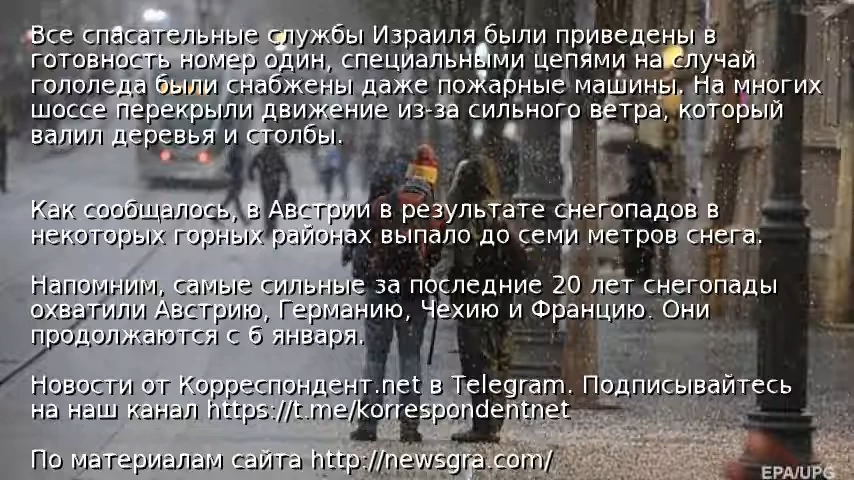 Все спасательные службы Израиля были приведены в
готовность номер один, специальными цепями на случай
гололеда были снабжены даже пожарные машины. На многих
шоссе перекрыли движение из-за сильного ветра, который
валил деревья и столбы.
Как сообщалось, в Австрии в результате снегопадов в
некоторых горных районах выпало до семи метров снега.
Напомним, самые сильные за последние 20 лет снегопады
охватили Австрию, Германию, Чехию и Францию. Они
продолжаются с 6 января.
Новости от Корреспондент.net в Telegram. Подписывайтесь
на наш канал https://t.me/korrespondentnet
По материалам сайта http://newsgra.com/
EPA/UPG